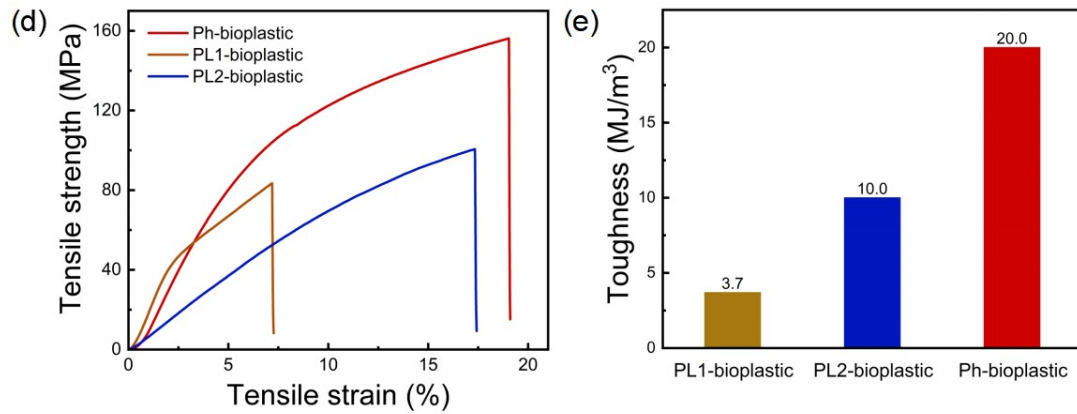 (d)
Tensile strength (MPa)
160
120
80
40
0
Ph-bioplastic
PL1-bioplastic
PL2-bioplastic
0
5
10
15
20
Tensile strain (%)
(e)
Toughness (MJ/m³)
20
15
10
5
0
3.7
10.0
20.0
PL1-bioplastic
PL2-bioplastic
Ph-bioplastic